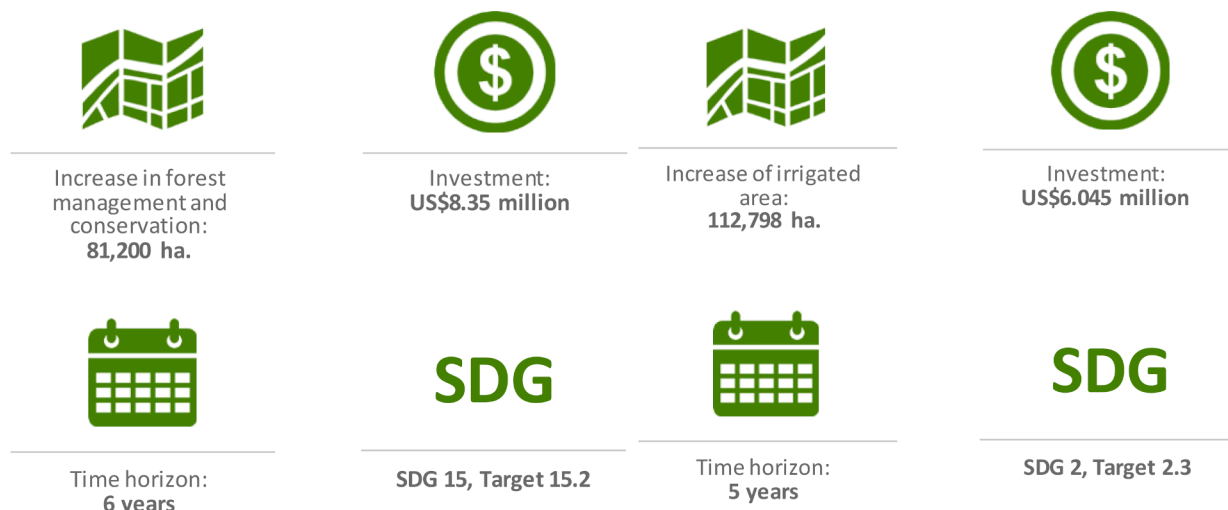 Increase in forest
management and
conservation:
81,200 ha.
Investment:
US$8.35 million
Increase of irrigated
area:
112,798 ha.
Investment:
US$6.045 million
SDG
SDG
Time horizon:
6 years
SDG 15, Target 15.2
Time horizon:
5 years
SDG 2, Target 2.3